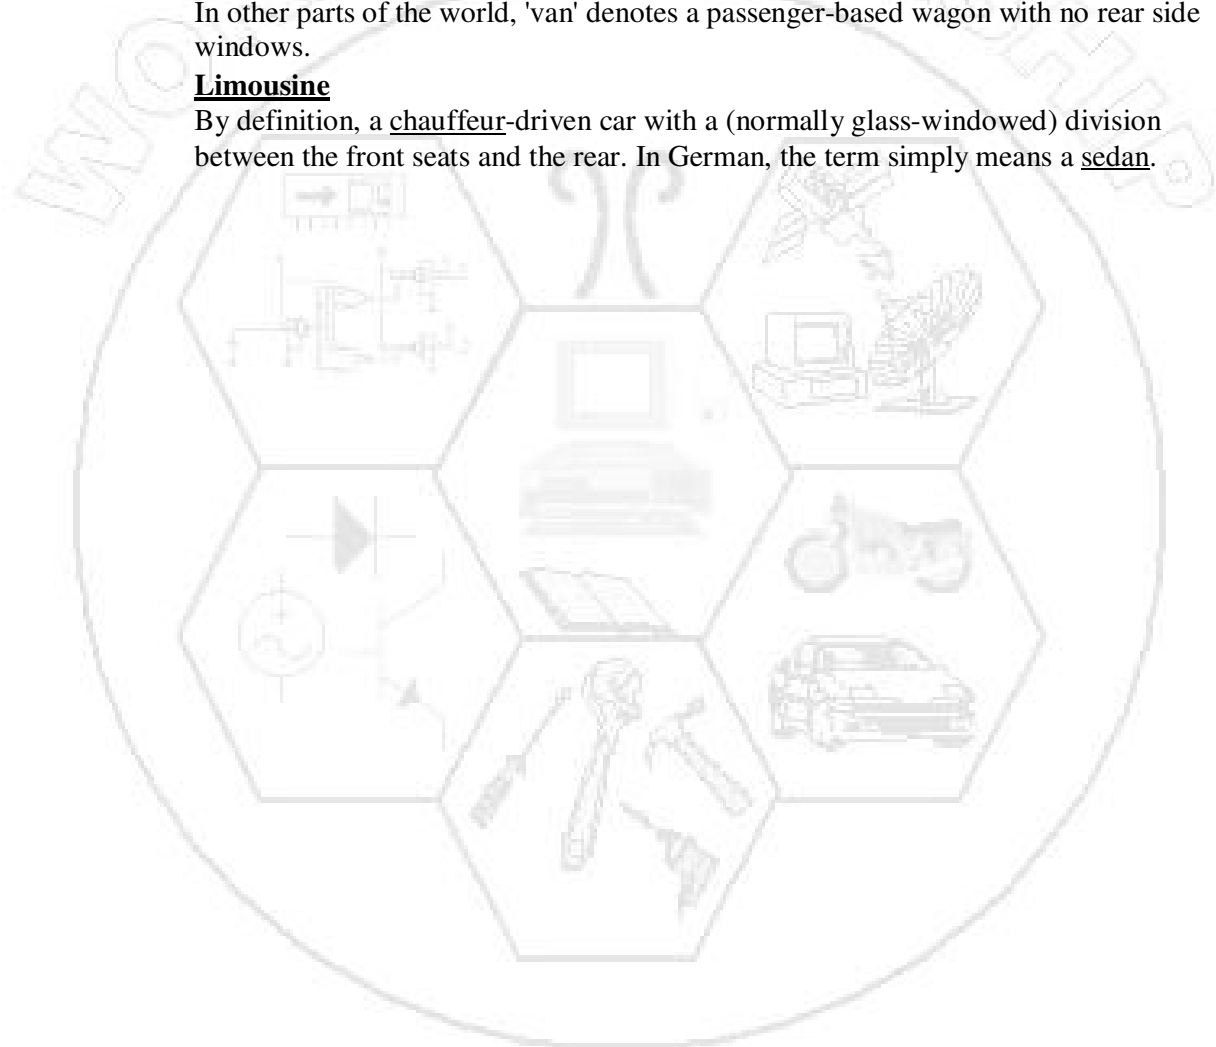 In other parts of the world, 'van' denotes a passenger-based wagon with no rear side
windows.
Limousine
By definition, a chauffeur-driven car with a (normally glass-windowed) division
between the front seats and the rear. In German, the term simply means a sedan.